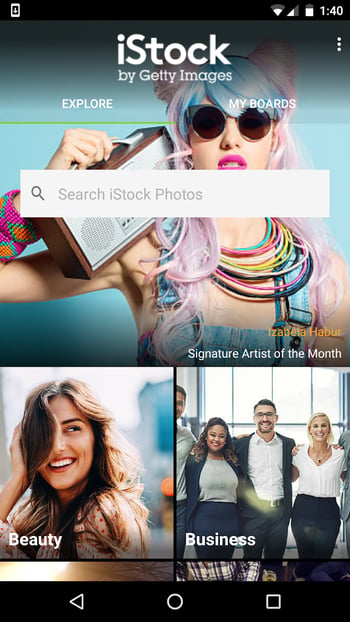 1:40
iStock
by Getty Images
EXPLORE
MY BOARDS
Search iStock Photos
Izabela Habur
Signature Artist of the Month
Beauty
Business